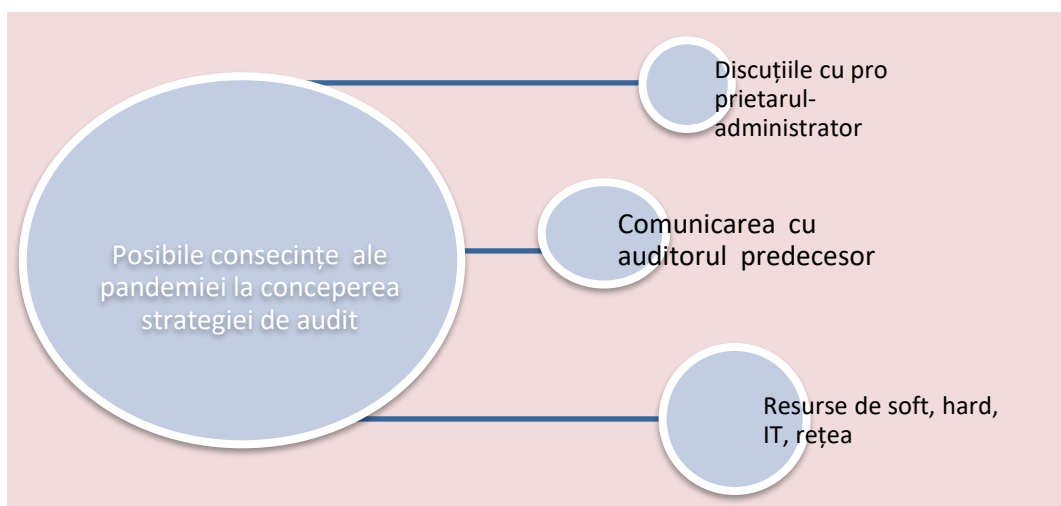 Discuțiile cu pro
prietarul-
administrator
Comunicarea cu
auditorul predecesor
Posibile consecințe ale
pandemiei la conceperea
strategiei de audit
Resurse de soft, hard,
IT, rețea